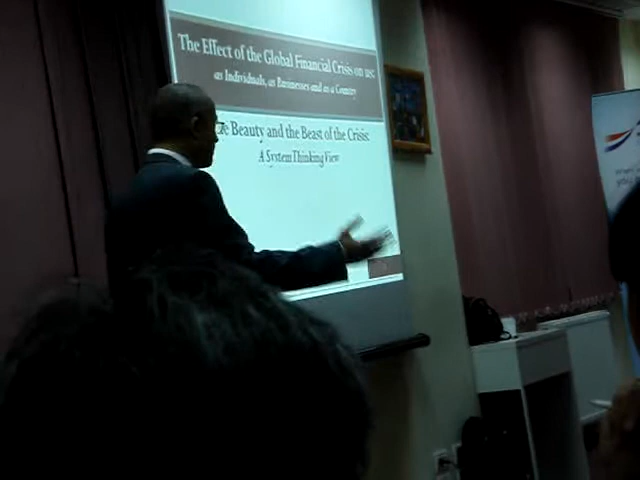 The Effect of the Global Financial Crisis on us:
as Individuals, as Businesses and as a Country
Beauty and the Beast of the Crisis:
A System Thinking View